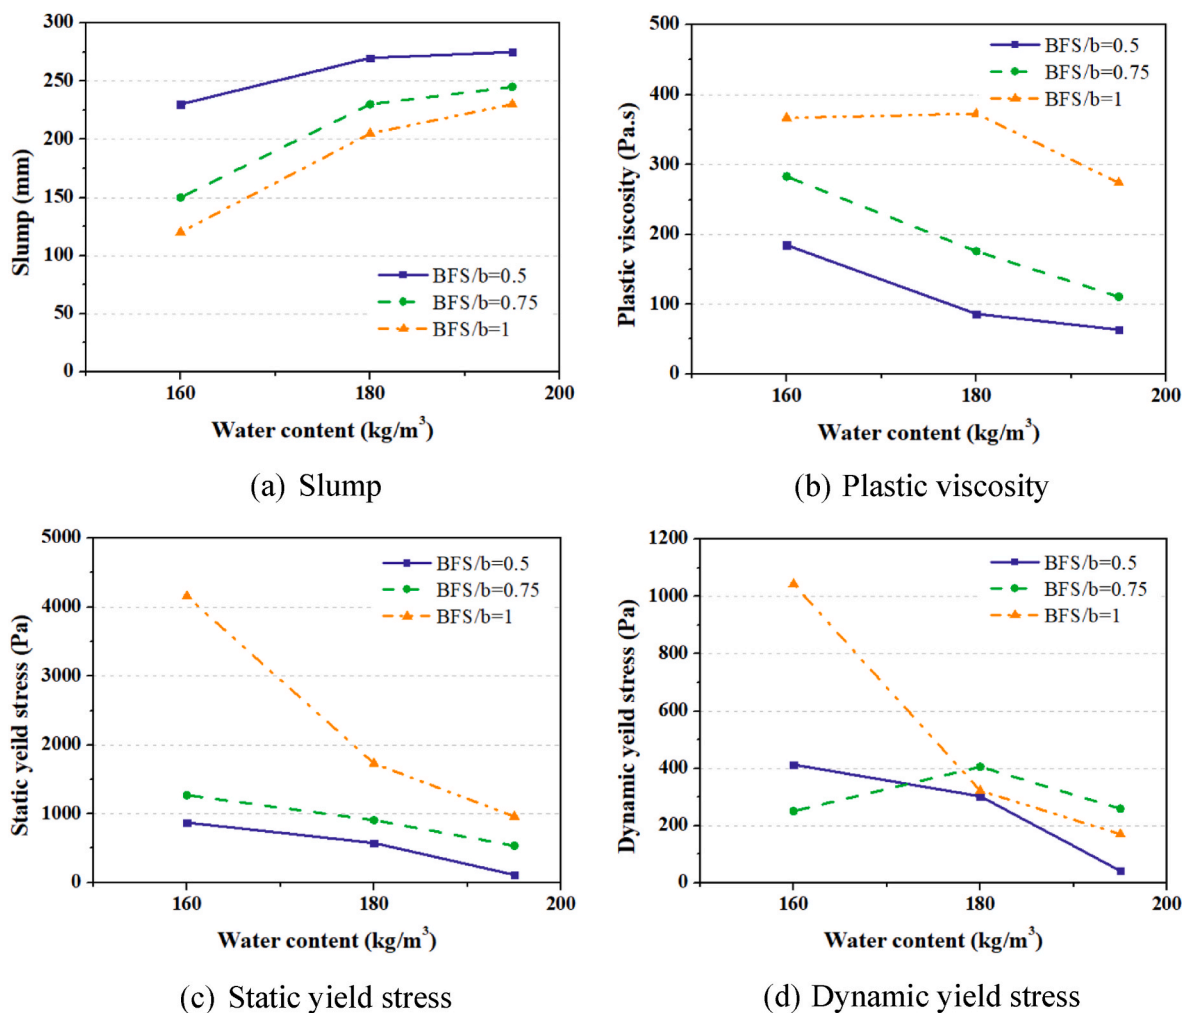 300
250
200
150
100
50
0
Slump (mm)
BFS/b=0.5
BFS/b=0.75
BFS/b=1
160
180
200
Water content (kg/m³)
(a) Slump
500
400
300
200
100
0
Plastic viscosity (Pa.s)
BFS/b=0.5
BFS/b=0.75
BFS/b=1
160
180
200
Water content (kg/m³)
(b) Plastic viscosity
5000
4000
3000
2000
1000
0
Static yeild stress (Pa)
BFS/b=0.5
BFS/b=0.75
BFS/b=1
160
180
200
Water content (kg/m³)
(c) Static yield stress
1200
1000
800
600
400
200
0
Dynamic yeild stress (Pa)
BFS/b=0.5
BFS/b=0.75
BFS/b=1
160
180
200
Water content (kg/m³)
(d) Dynamic yield stress